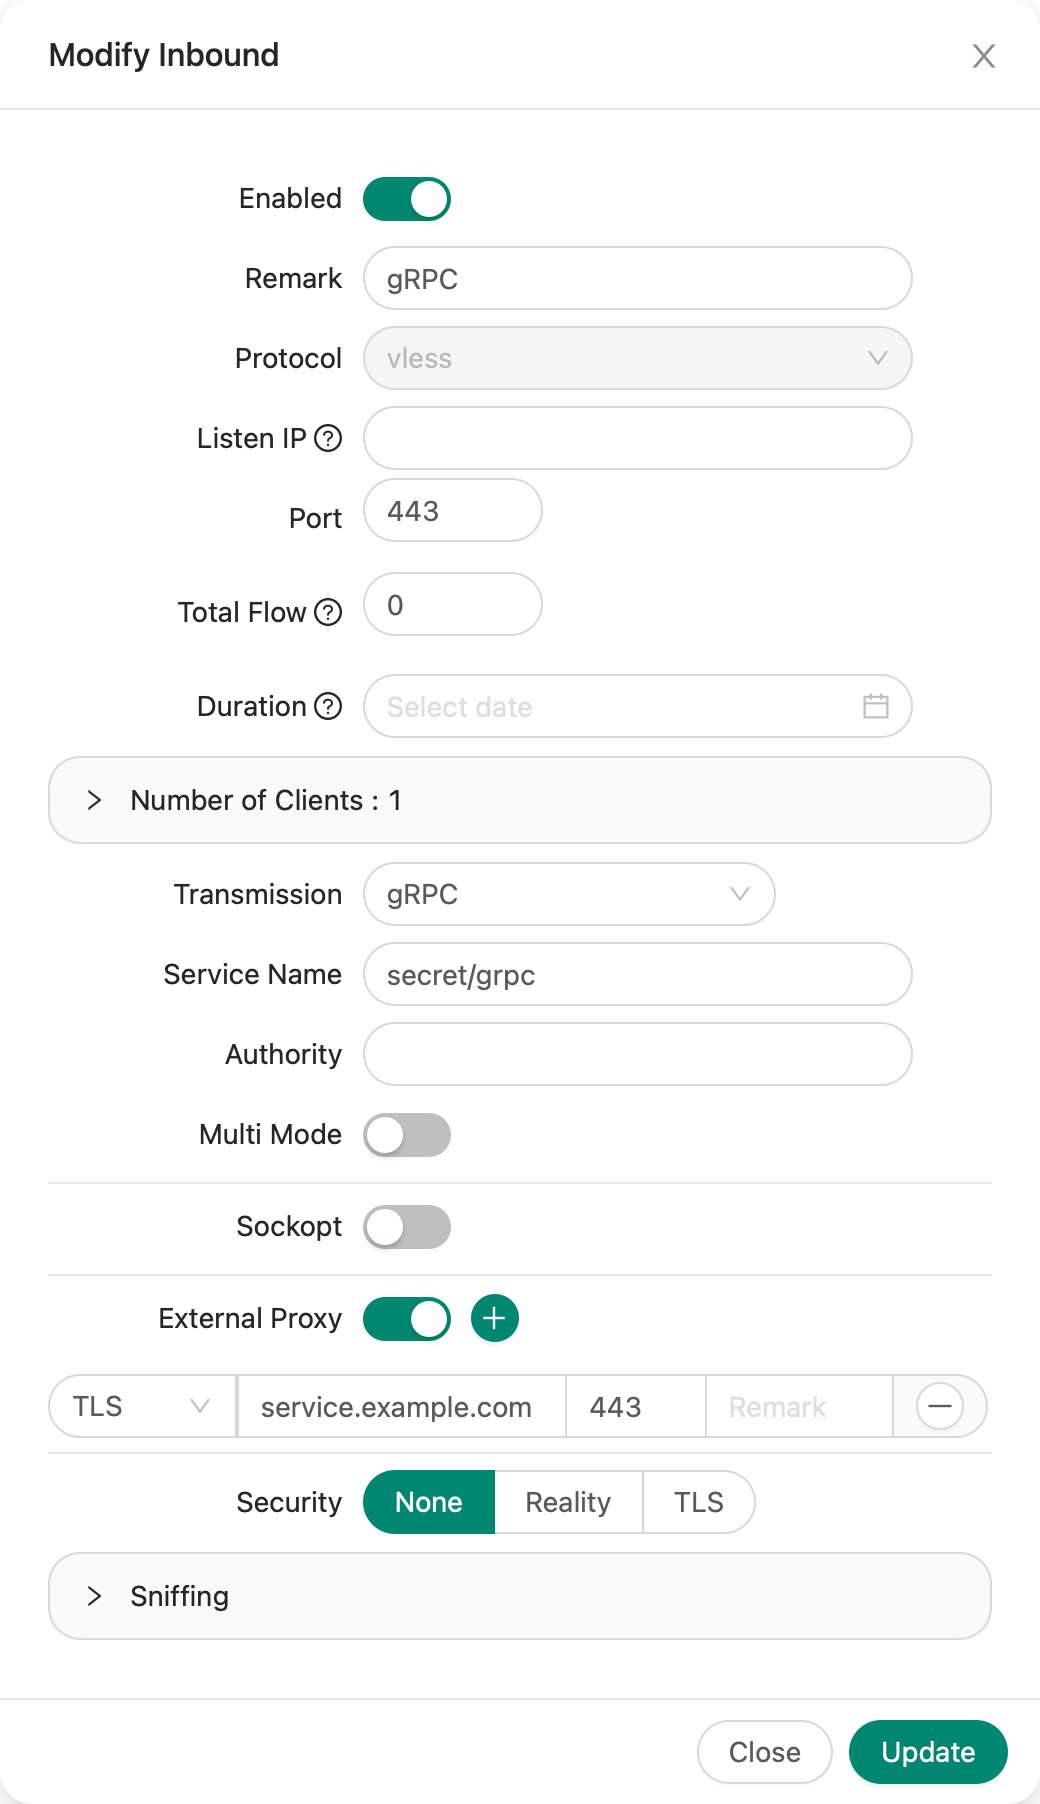 Modify Inbound
Enabled
Remark gRPC
Protocol vless
Listen IP ?
Port 443
Total Flow ? 0
Duration ? Select date
Number of Clients : 1
Transmission gRPC
Service Name secret/grpc
Authority
Multi Mode
Sockopt
External Proxy
TLS service.example.com 443 Remark
Security None Reality TLS
Sniffing
Close Update